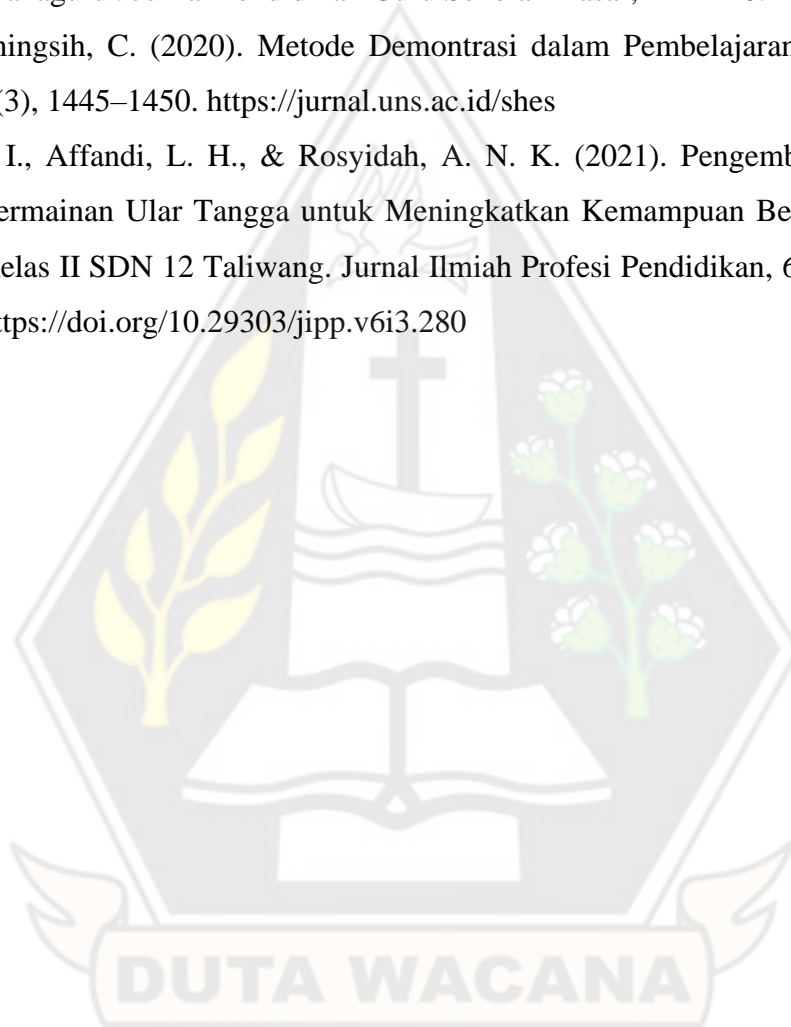 ningsih, C. (2020). Metode Demontrasi dalam Pembelajaran
(3), 1445–1450. https://jurnal.uns.ac.id/shes
I., Affandi, L. H., & Rosyidah, A. N. K. (2021). Pengemb
ermainan Ular Tangga untuk Meningkatkan Kemampuan Be
elas II SDN 12 Taliwang. Jurnal Ilmiah Profesi Pendidikan, 6
ttps://doi.org/10.29303/jipp.v6i3.280
DUTA WACANA